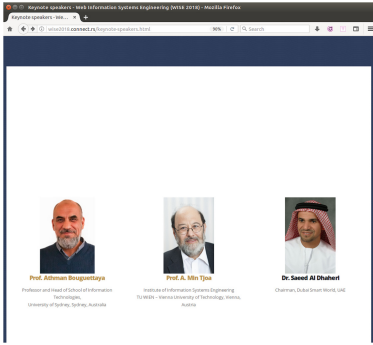 Keynote speakers - Web Information Systems Engineering (WISE 2018) - Mozilla Firefox
Keynote speakers - We...
wise2018.connect.rs/keynote-speakers.html
90%
Search
Prof. Athman Bouguettaya
Professor and Head of School of Information
Technologies,
University of Sydney, Sydney, Australia
Prof. A. Min Tjoa
Institute of Information Systems Engineering
TU WIEN – Vienna University of Technology, Vienna,
Austria
Dr. Saeed Al Dhaheri
Chairman, Dubai Smart World, UAE